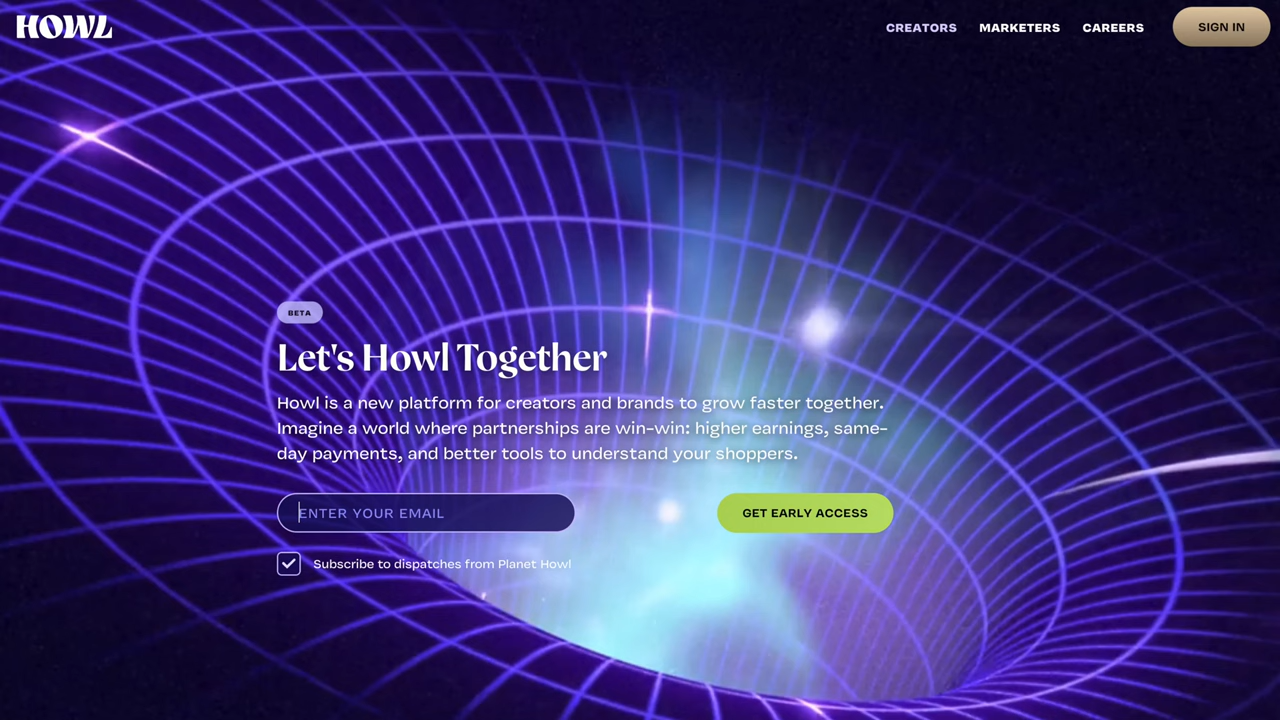 HOWL
CREATORS
MARKETERS
CAREERS
SIGN IN
BETA
Let's Howl Together
Howl is a new platform for creators and brands to grow faster together.
Imagine a world where partnerships are win-win: higher earnings, same-
day payments, and better tools to understand your shoppers.
ENTER YOUR EMAIL
GET EARLY ACCESS
Subscribe to dispatches from Planet Howl